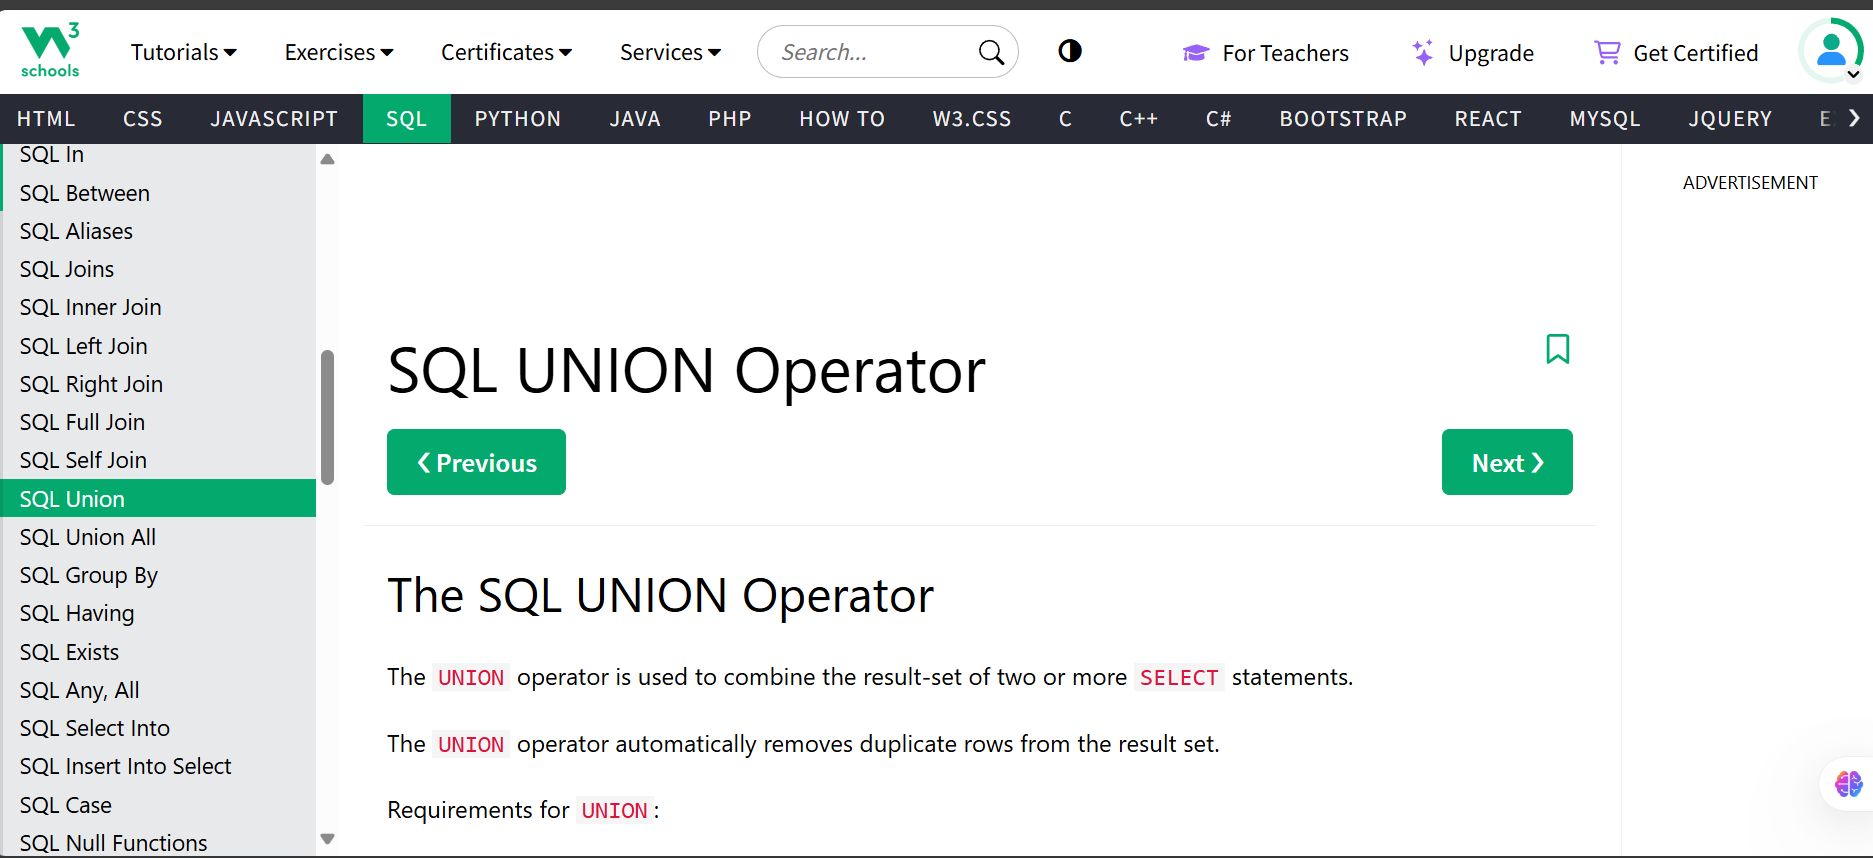 W3
schools
Tutorials
Exercises
Certificates
Services
Search...
For Teachers
Upgrade
Get Certified
HTML CSS JAVASCRIPT SQL PYTHON JAVA PHP HOW TO W3.CSS C C++ C# BOOTSTRAP REACT MYSQL JQUERY
SQL In
SQL Between
SQL Aliases
SQL Joins
SQL Inner Join
SQL Left Join
SQL Right Join
SQL Full Join
SQL Self Join
SQL Union
SQL Union All
SQL Group By
SQL Having
SQL Exists
SQL Any, All
SQL Select Into
SQL Insert Into Select
SQL Case
SQL Null Functions
SQL UNION Operator
❮ Previous
Next ❯
The SQL UNION Operator
The UNION operator is used to combine the result-set of two or more SELECT statements.
The UNION operator automatically removes duplicate rows from the result set.
Requirements for UNION:
ADVERTISEMENT